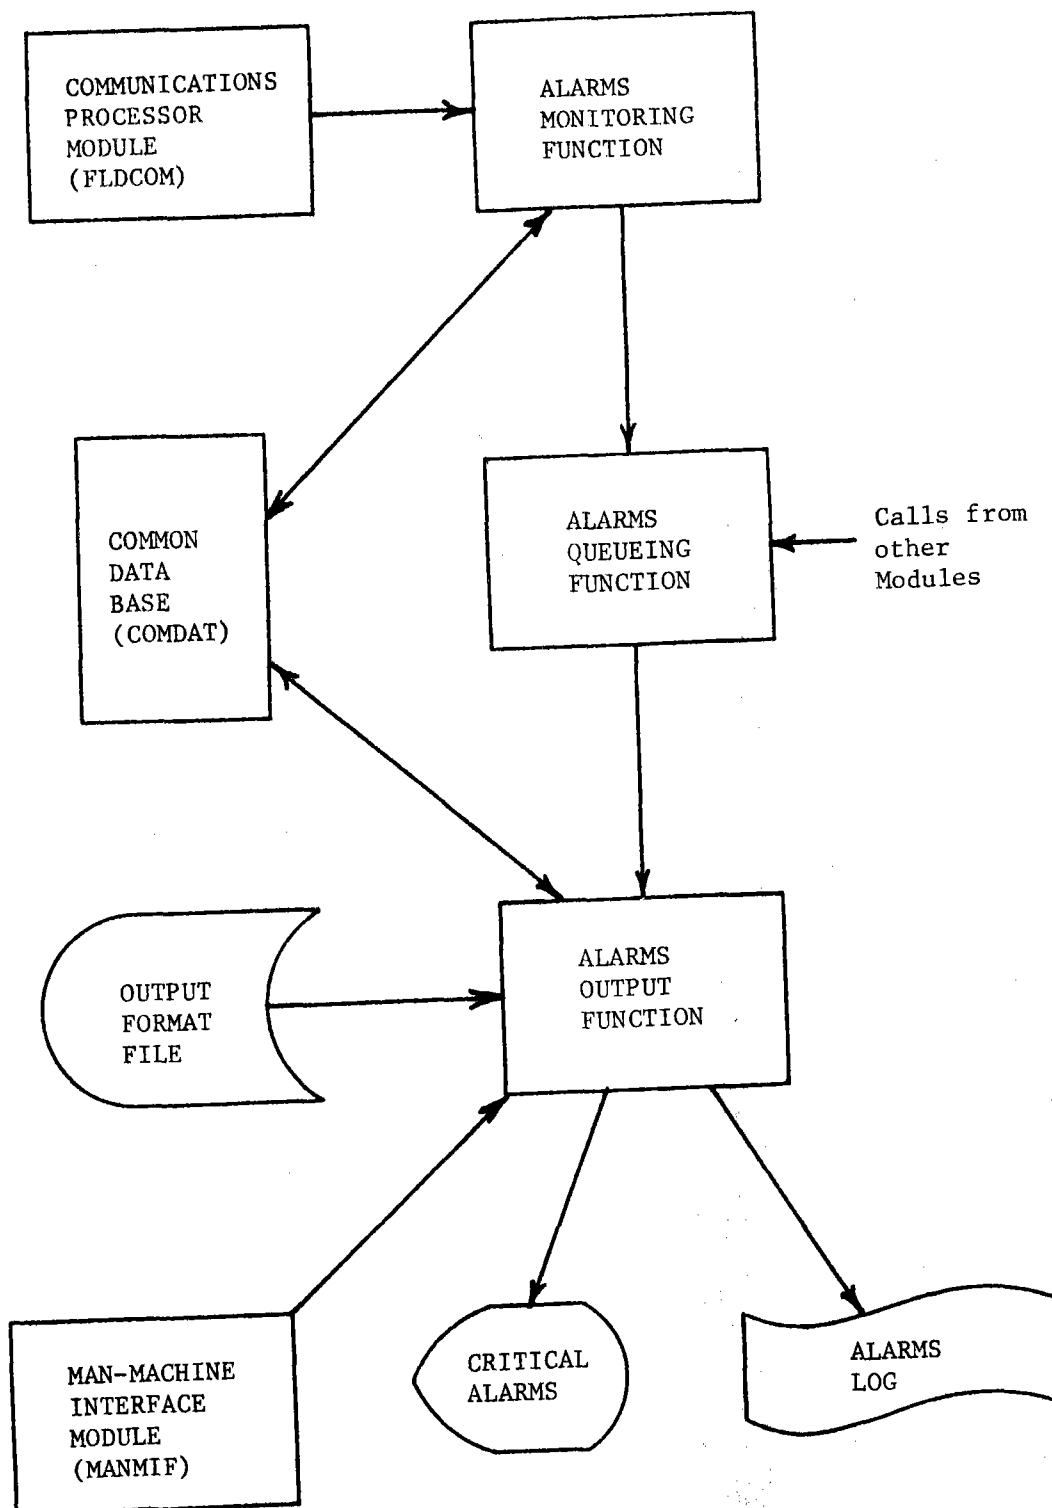 COMMUNICATIONS
PROCESSOR
MODULE
(FLDCOM)
ALARMS
MONITORING
FUNCTION
COMMON
DATA
BASE
(COMDAT)
ALARMS
QUEUEING
FUNCTION
Calls from
other
Modules
OUTPUT
FORMAT
FILE
ALARMS
OUTPUT
FUNCTION
MAN-MACHINE
INTERFACE
MODULE
(MANMIF)
CRITICAL
ALARMS
ALARMS
LOG